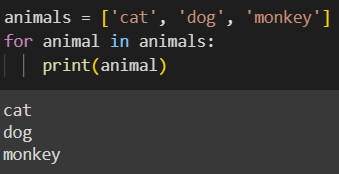 animals = ['cat', 'dog', 'monkey']
for animal in animals:
    print(animal)
cat
dog
monkey